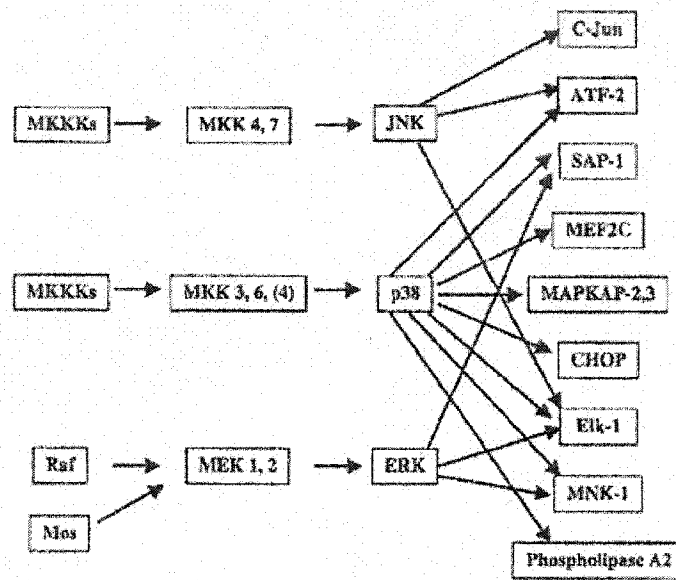 C-Jun
ATF-2
MKKKs
MKK 4, 7
JNK
SAP-1
MEF2C
MKKKs
MKK 3, 6, (4)
p38
MAPKAP-2,3
CHOP
Elk-1
Raf
MEK 1, 2
ERK
MNK-1
Mos
Phospholipase A2